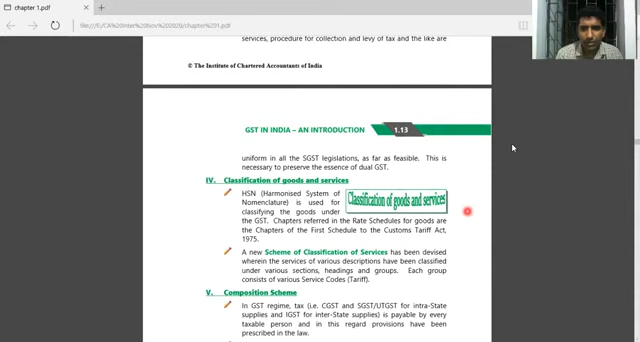 chapter 1.pdf
file:///E:/CA Inter Nov 2020/chapter%291.pdf
services, procedure for collection and levy of tax and the like are
© The Institute of Chartered Accountants of India
GST IN INDIA – AN INTRODUCTION 1.13
uniform in all the SGST legislations, as far as feasible. This is
necessary to preserve the essence of dual GST.
IV. Classification of goods and services
HSN (Harmonised System of
Nomenclature) is used for
classifying the goods under
Classification of goods and services
the GST. Chapters referred in the Rate Schedules for goods are
the Chapters of the First Schedule to the Customs Tariff Act,
1975.
A new Scheme of Classification of Services has been devised
wherein the services of various descriptions have been classified
under various sections, headings and groups. Each group
consists of various Service Codes (Tariff).
V. Composition Scheme
In GST regime, tax (i.e. CGST and SGST/UTGST for intra-State
supplies and IGST for inter-State supplies) is payable by every
taxable person and in this regard provisions have been
prescribed in the law.